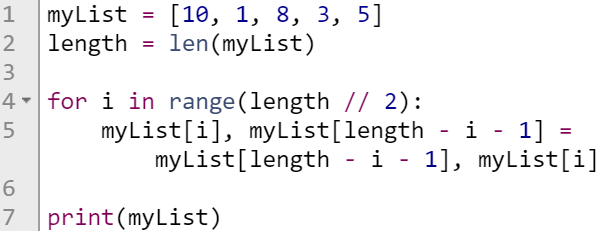 1 myList = [10, 1, 8, 3, 5]
2 length = len(myList)
3
4 for i in range(length // 2):
5     myList[i], myList[length - i - 1] =
        myList[length - i - 1], myList[i]
6
7 print(myList)